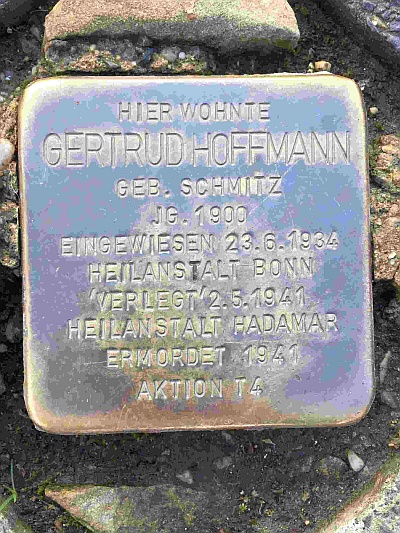 HIER WOHNTE
GERTRUD HOFFMANN
GEB. SCHMITZ
JG. 1900
EINGEWIESEN 23.6.1934
HEILANSTALT BONN
'VERLEGT' 2.5.1941
HEILANSTALT HADAMAR
ERMORDET 1941
AKTION T4